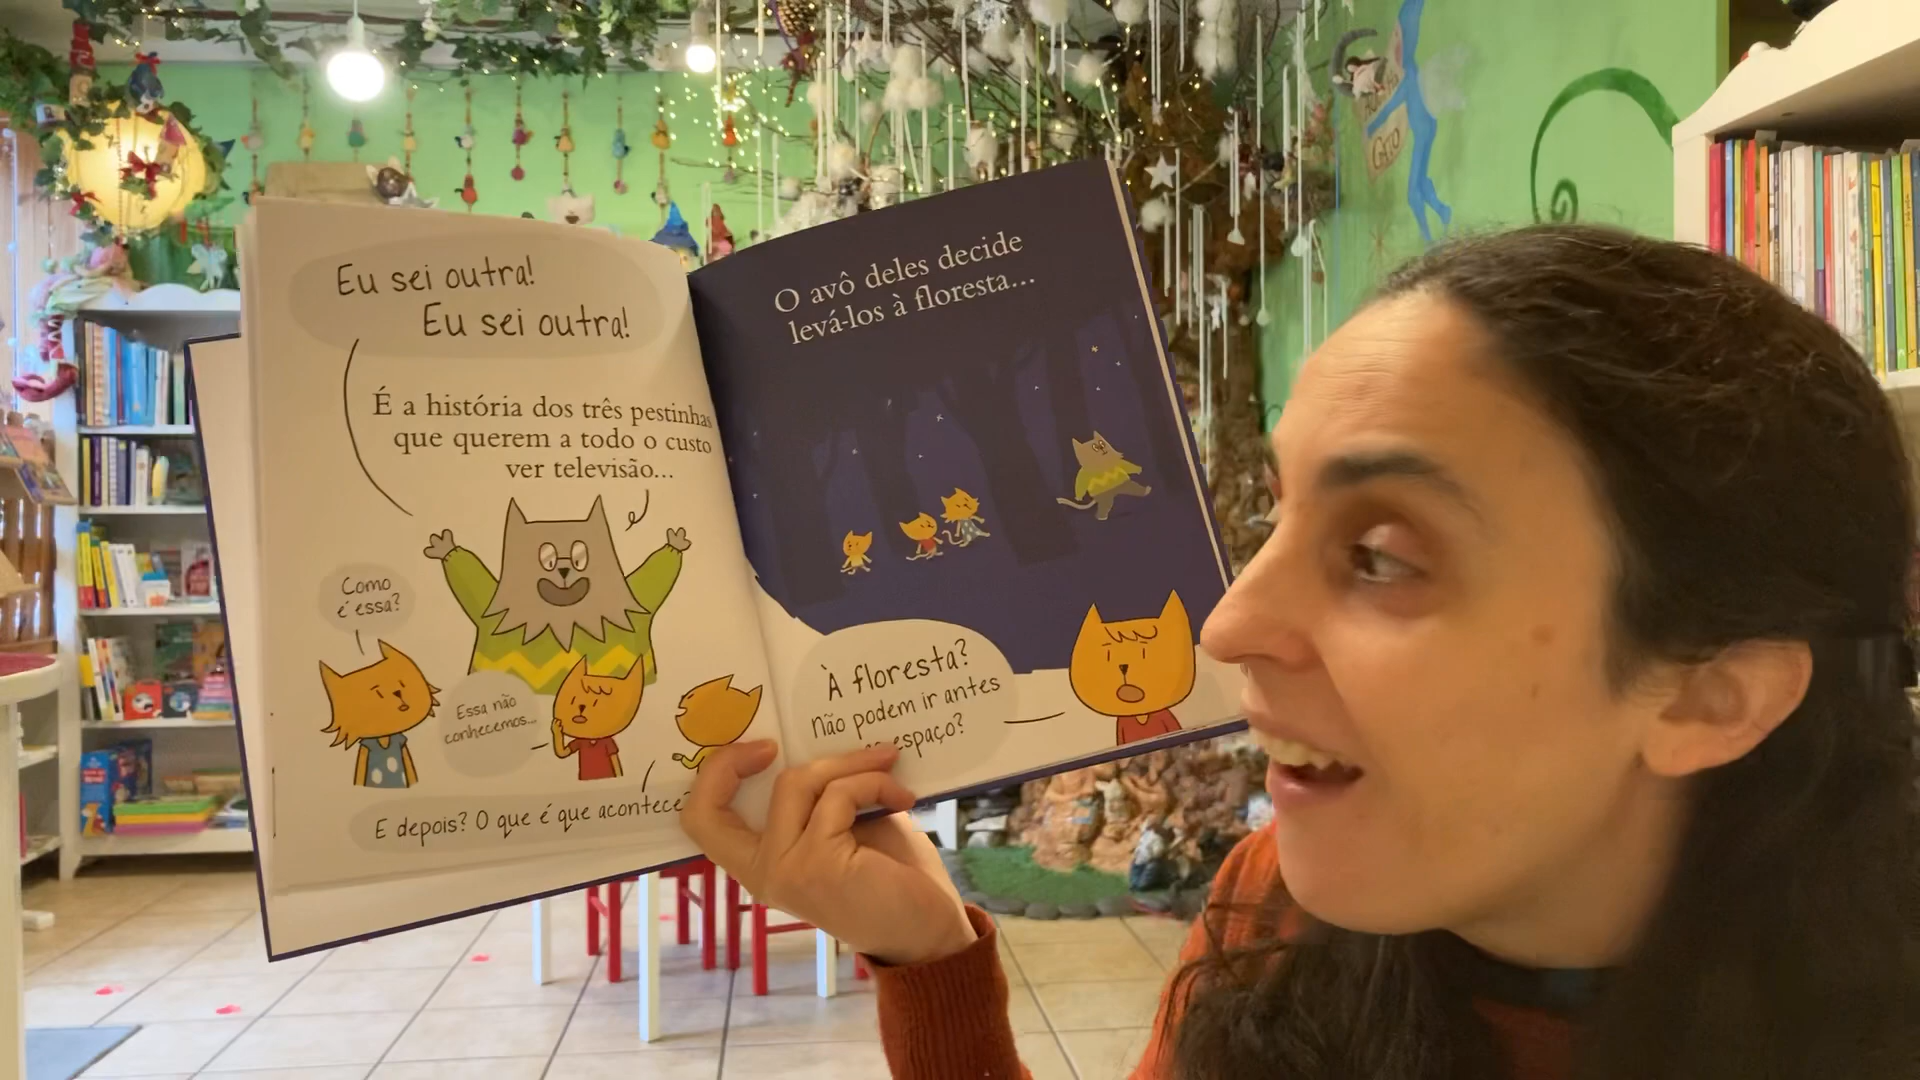 Eu sei outra!
Eu sei outra!
É a história dos três pestinhas
que querem a todo o custo
ver televisão...
Como
é essa?
Essa não
conhecemos...
E depois? O que é que acontece?
O avô deles decide
levá-los à floresta...
À floresta?
Não podem ir antes
espaço?
GATO